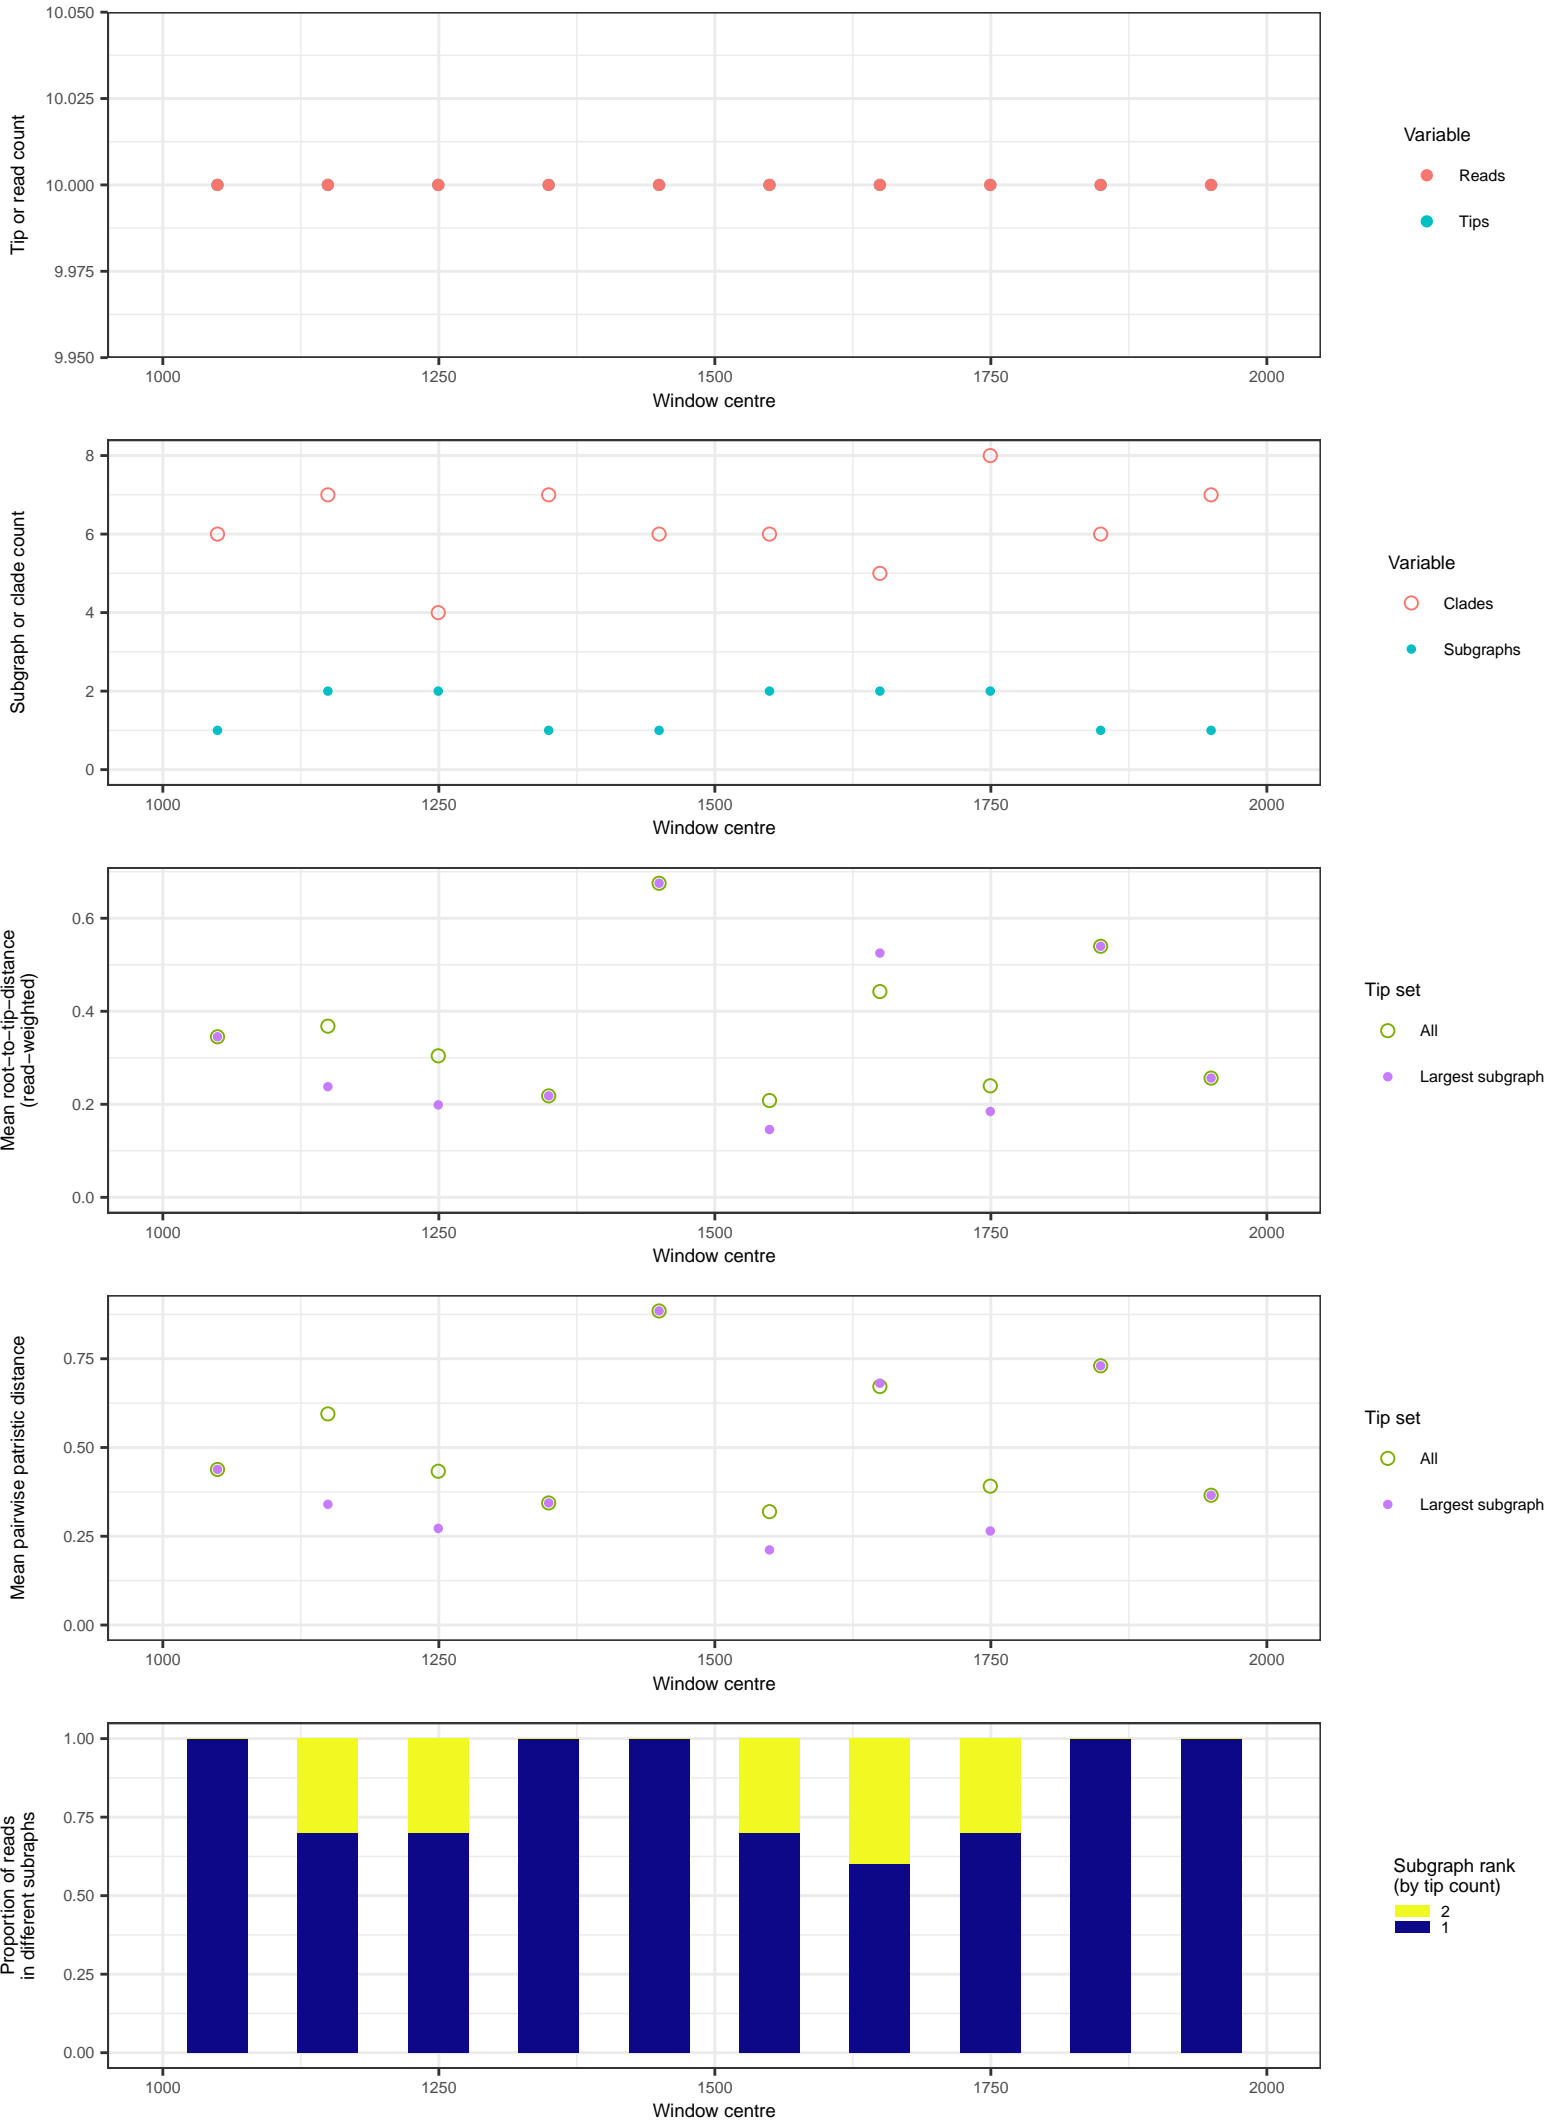 10.050
10.025
10.000
9.975
9.950
Tip or read count
1000 1250 1500 1750 2000
Window centre
Variable
Reads
Tips
8
6
4
2
0
Subgraph or clade count
1000 1250 1500 1750 2000
Window centre
Variable
Clades
Subgraphs
0.6
0.4
0.2
0.0
Mean root−to−tip−distance
(read−weighted)
1000 1250 1500 1750 2000
Window centre
Tip set
All
Largest subgraph
0.75
0.50
0.25
0.00
Mean pairwise patristic distance
1000 1250 1500 1750 2000
Window centre
Tip set
All
Largest subgraph
1.00
0.75
0.50
0.25
0.00
Proportion of reads
in different subraphs
1000 1250 1500 1750 2000
Window centre
Subgraph rank
(by tip count)
2
1